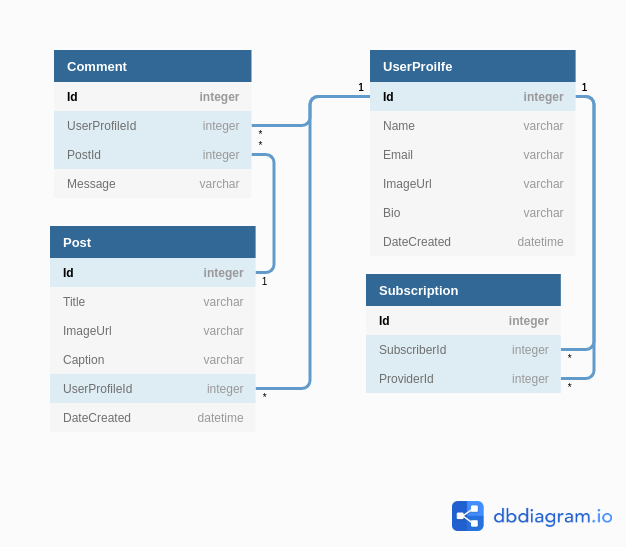 Comment
Id integer
UserProfileId integer
*
*
PostId integer
Message varchar
Post
Id integer
1
Title varchar
ImageUrl varchar
Caption varchar
UserProfileId integer
*
DateCreated datetime
UserProilfe
1
1
Id integer
Name varchar
Email varchar
ImageUrl varchar
Bio varchar
DateCreated datetime
Subscription
Id integer
SubscriberId integer
*
ProviderId integer
*
dbdiagram.io